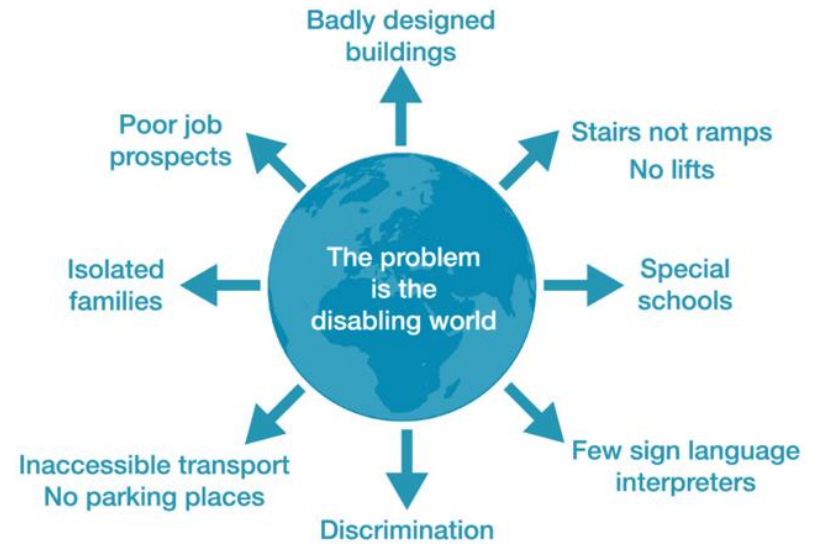 Badly designed
buildings
Poor job
prospects
Stairs not ramps
No lifts
Isolated
families
The problem
is the
disabling world
Special
schools
Inaccessible transport
No parking places
Few sign language
interpreters
Discrimination